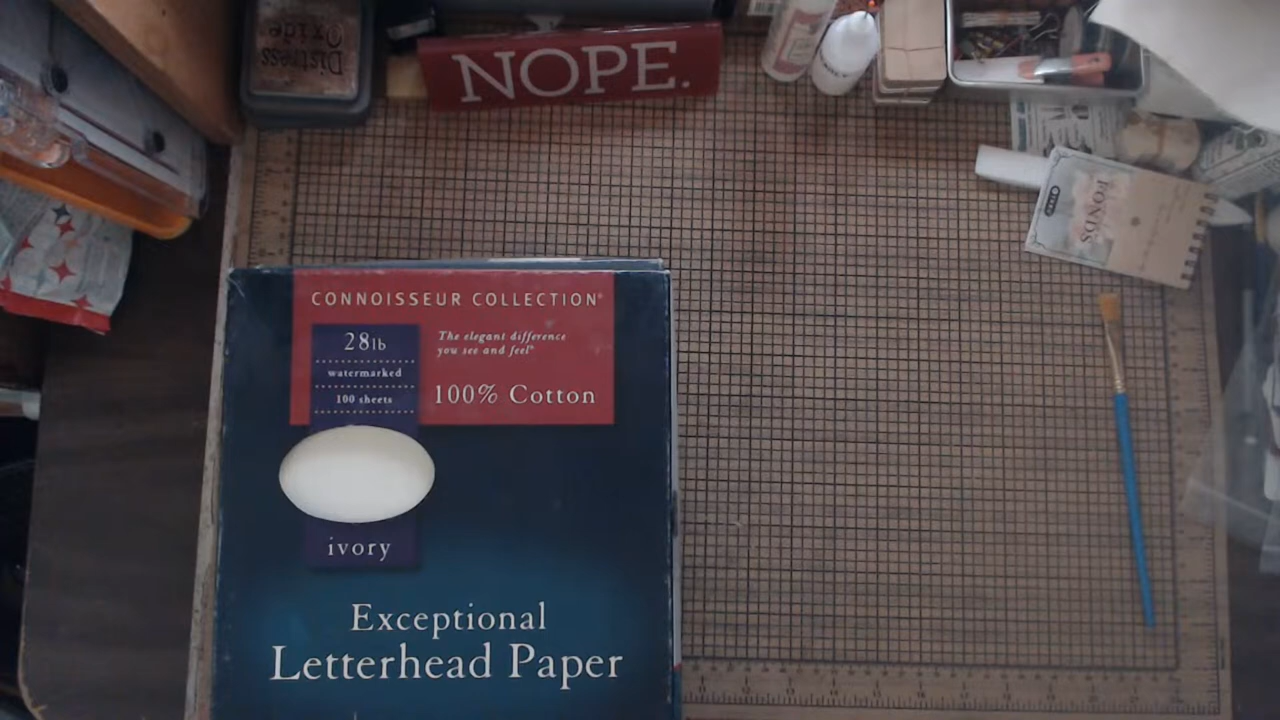 Distress
Oxide
NOPE.
FONDS
CONNOISSEUR COLLECTION®
28lb
watermarked
100 sheets
The elegant difference
you see and feel®
100% Cotton
ivory
Exceptional
Letterhead Paper